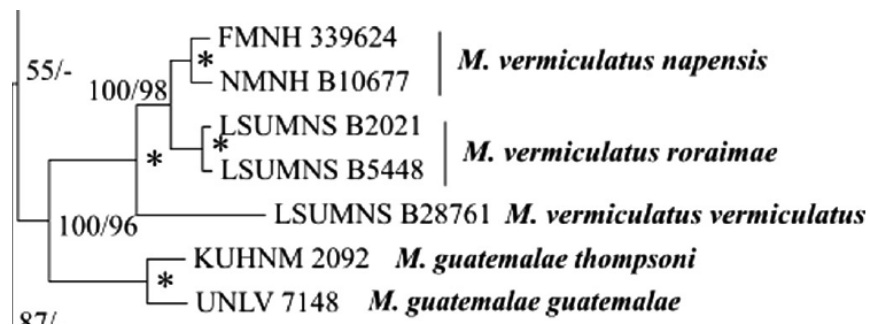 FMNH 339624
55/-
*
M. vermiculatus napensis
100/98
NMNH B10677
LSUMNS B2021
*
*
M. vermiculatus roraimae
LSUMNS B5448
100/96
LSUMNS B28761 M. vermiculatus vermiculatus
KUHNM 2092 M. guatemalae thompsoni
*
UNLV 7148 M. guatemalae guatemalae
87/